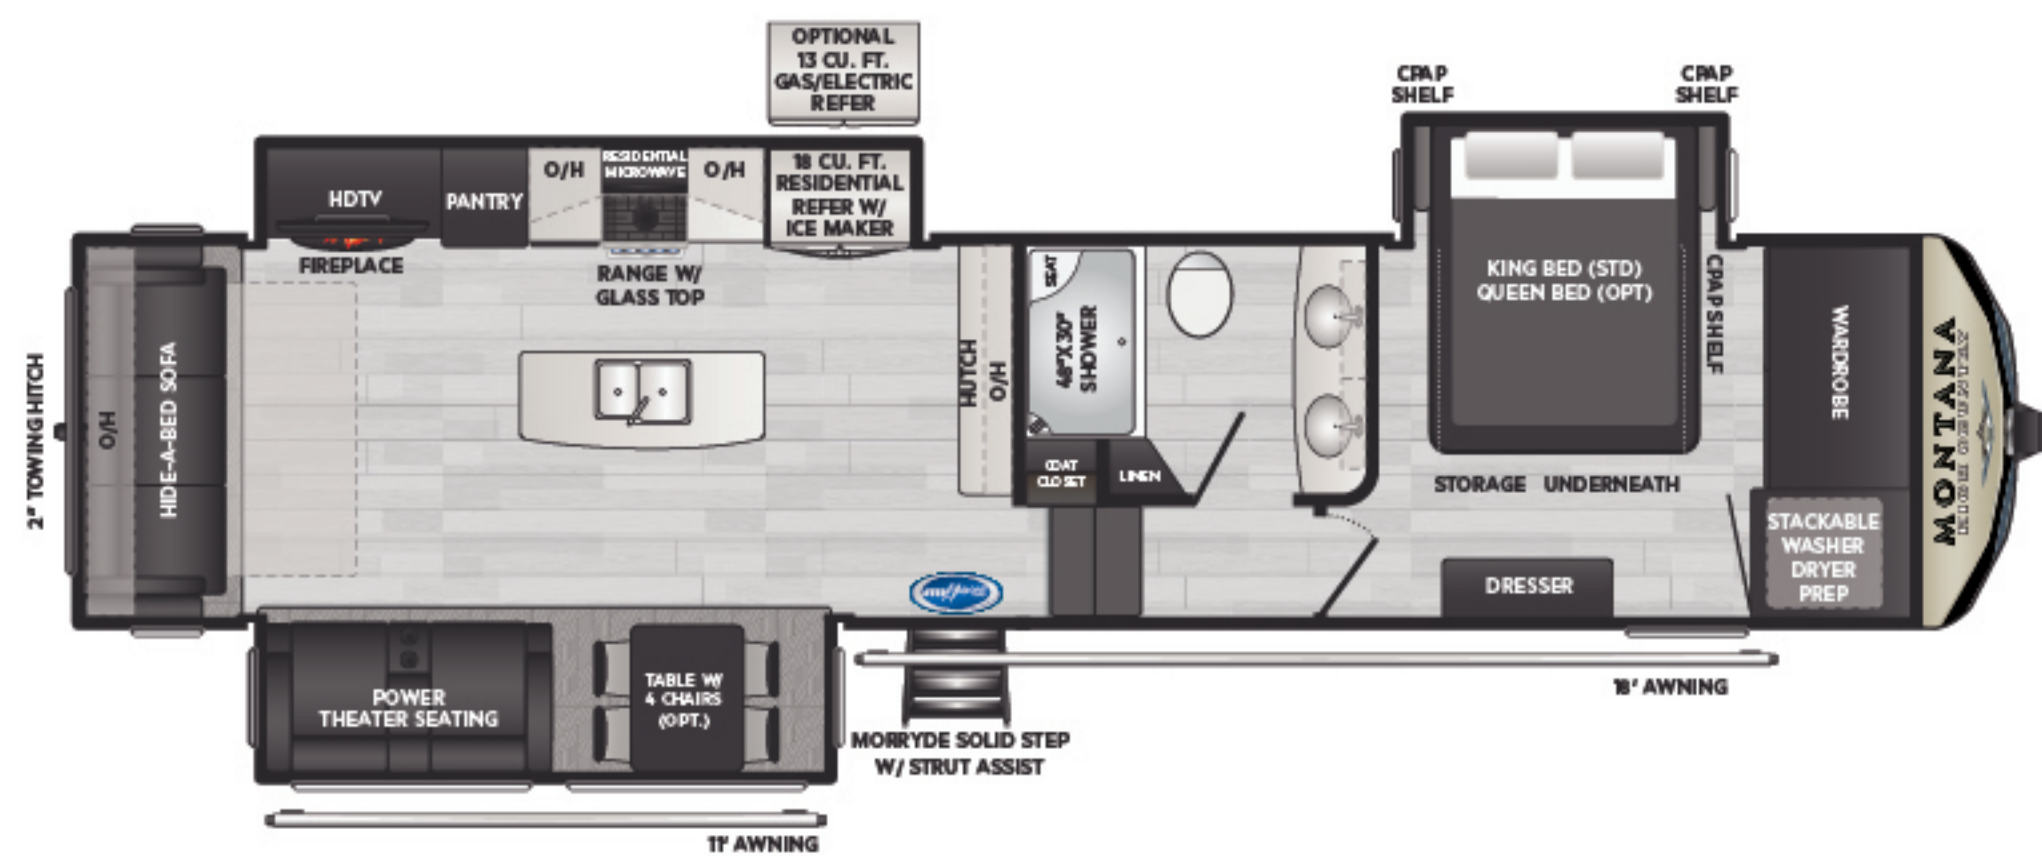 OPTIONAL
13 CU. FT.
GAS/ELECTRIC
REFER
CPAP
SHELF
CPAP
SHELF
HDTV
FIREPLACE
PANTRY
O/H
RESIDENTIAL
MICROWAVE
O/H
RANGE W/
GLASS TOP
18 CU. FT.
RESIDENTIAL
REFER W/
ICE MAKER
2" TOWING HITCH
O/H
HIDE-A-BED SOFA
HUTCH
O/H
SEAT
48"X30"
SHOWER
COAT
CLOSET
LINEN
KING BED (STD)
QUEEN BED (OPT)
CPAP SHELF
STORAGE UNDERNEATH
WARDROBE
STACKABLE
WASHER
DRYER
PREP
DRESSER
MONTANA
HIGH COUNTRY
POWER
THEATER SEATING
TABLE W/
4 CHAIRS
(OPT.)
MORRYDE SOLID STEP
W/ STRUT ASSIST
18' AWNING
11' AWNING